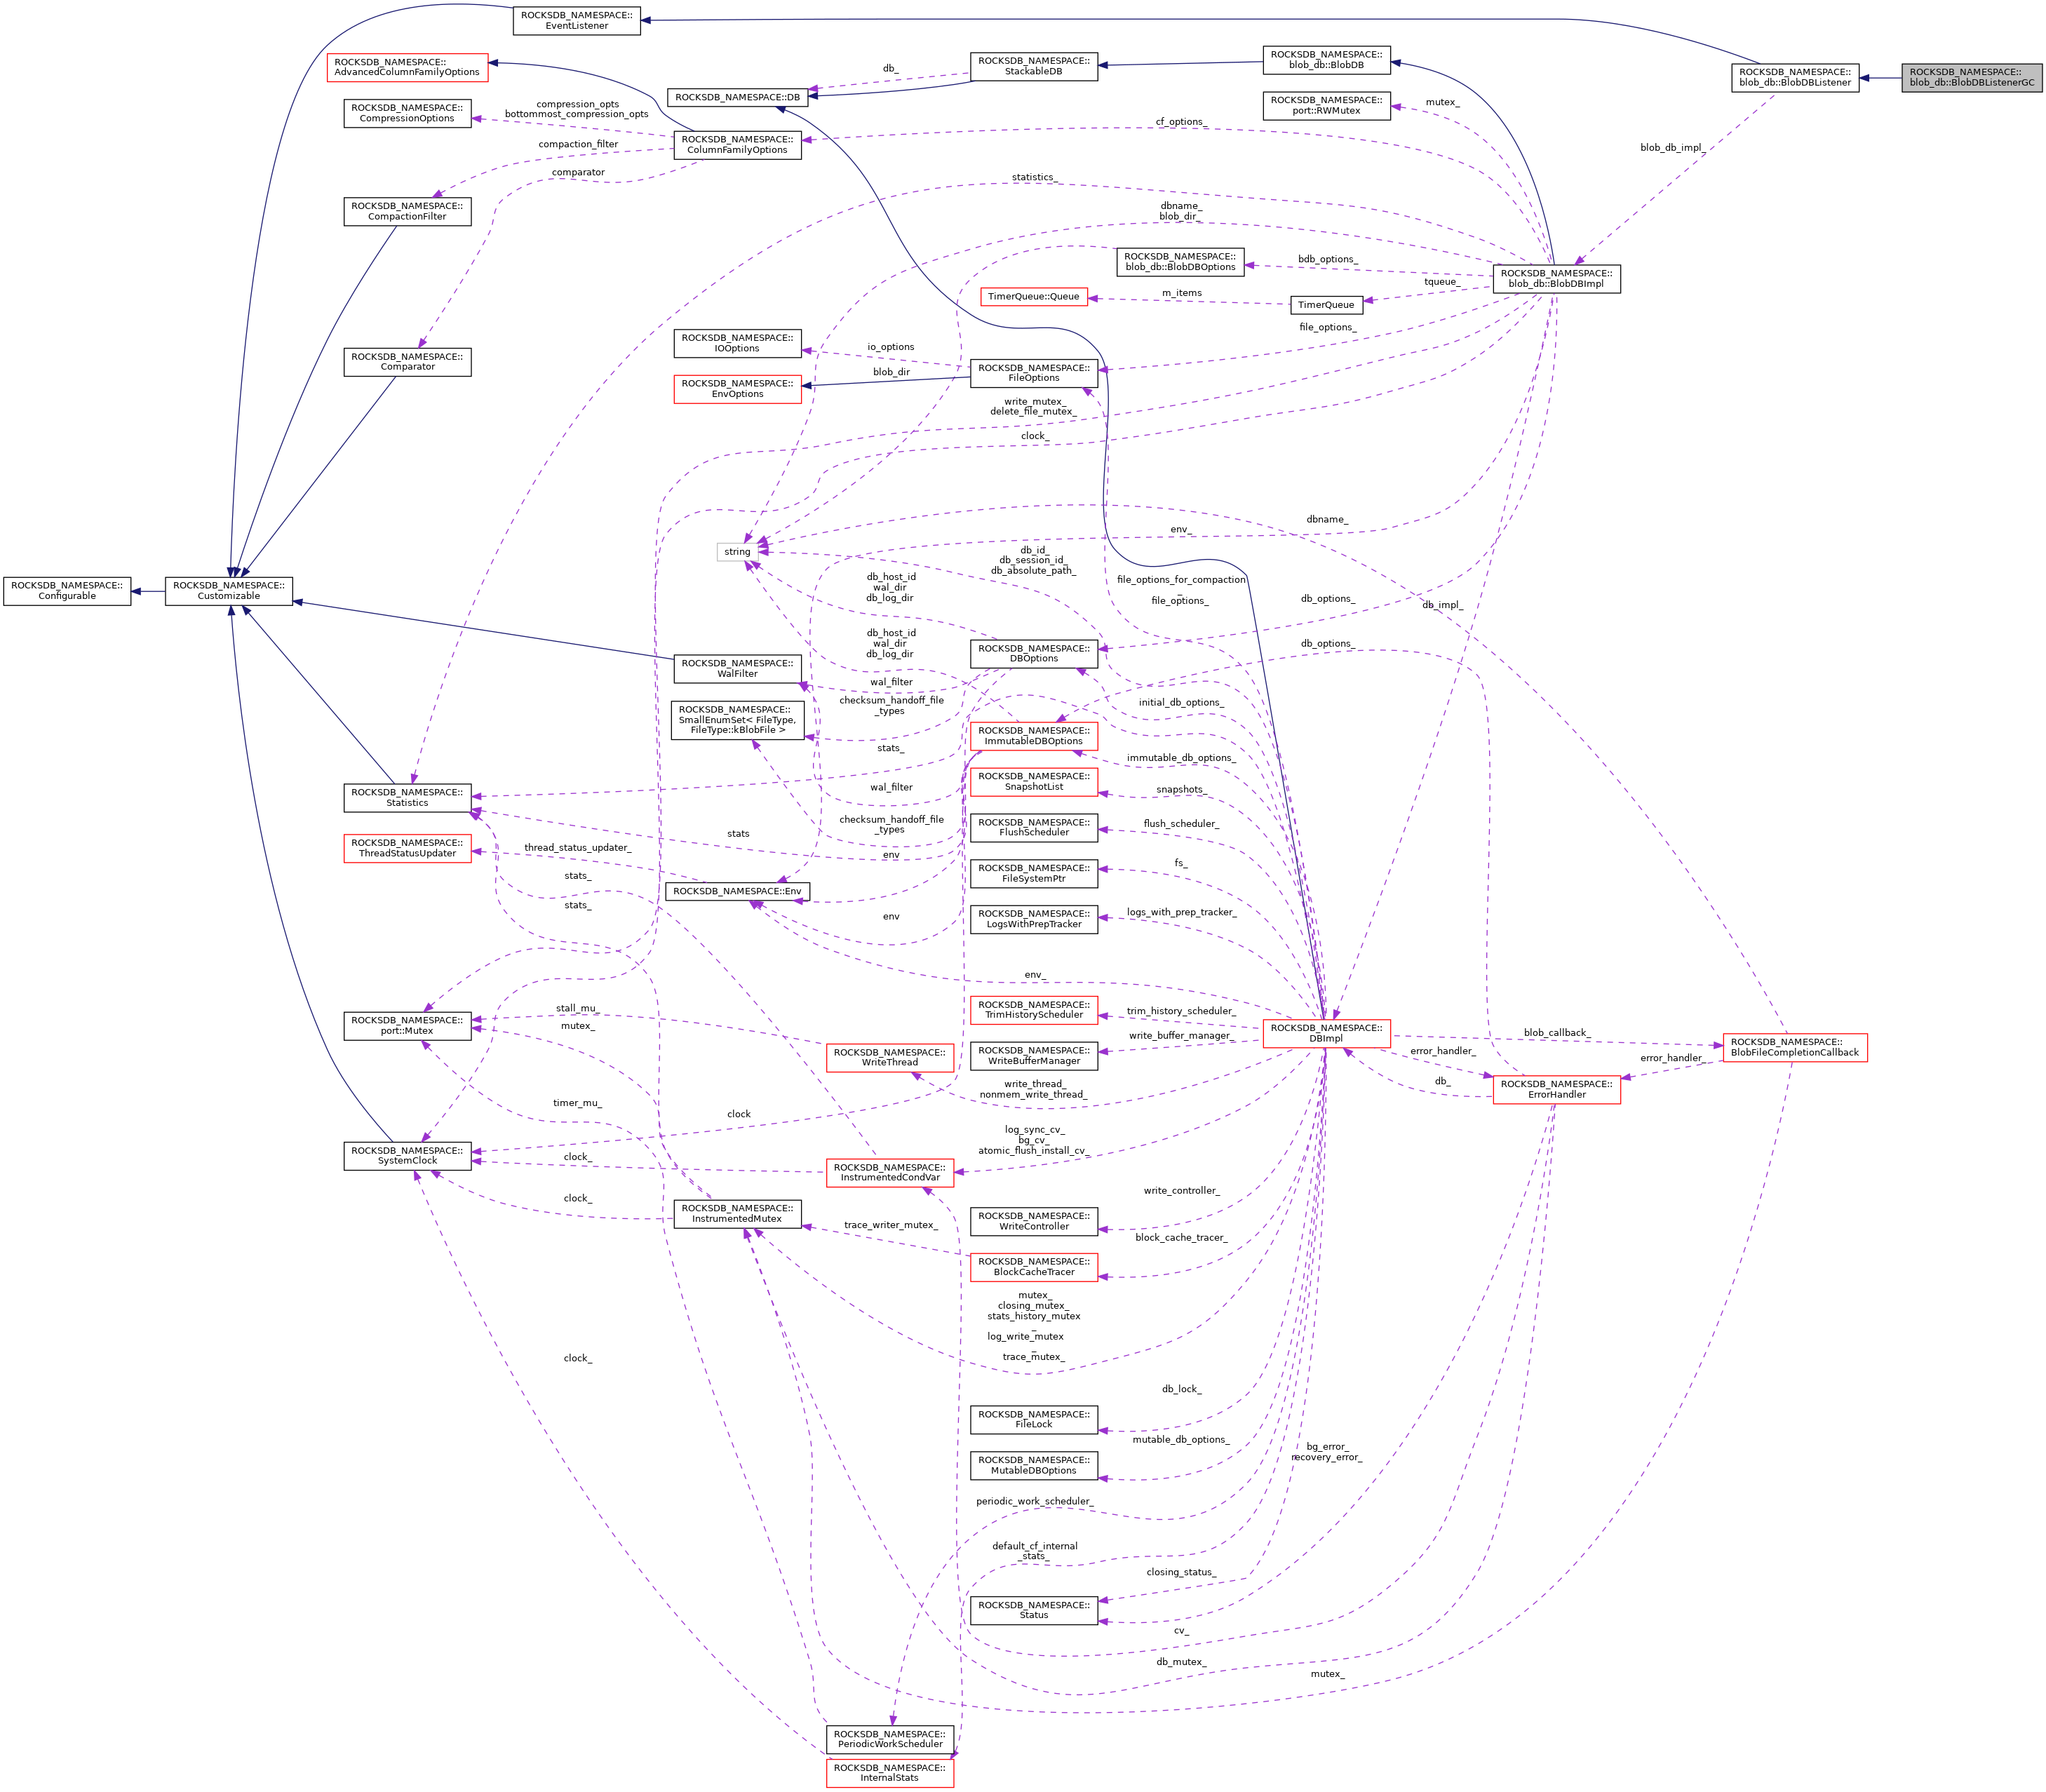 ROCKSDB_NAMESPACE::
EventListener
ROCKSDB_NAMESPACE::
AdvancedColumnFamilyOptions
ROCKSDB_NAMESPACE::
StackableDB
ROCKSDB_NAMESPACE::
blob_db::BlobDB
ROCKSDB_NAMESPACE::
blob_db::BlobDBListener
ROCKSDB_NAMESPACE::
blob_db::BlobDBListenerGC
db_
ROCKSDB_NAMESPACE::DB
ROCKSDB_NAMESPACE::
CompressionOptions
compression_opts
bottommost_compression_opts
ROCKSDB_NAMESPACE::
port::RWMutex
mutex_
cf_options_
ROCKSDB_NAMESPACE::
ColumnFamilyOptions
compaction_filter
blob_db_impl_
comparator
statistics_
ROCKSDB_NAMESPACE::
CompactionFilter
dbname_
blob_dir_
ROCKSDB_NAMESPACE::
blob_db::BlobDBOptions
bdb_options_
ROCKSDB_NAMESPACE::
blob_db::BlobDBImpl
TimerQueue::Queue
m_items
TimerQueue
tqueue_
file_options_
ROCKSDB_NAMESPACE::
IOOptions
io_options
ROCKSDB_NAMESPACE::
Comparator
ROCKSDB_NAMESPACE::
EnvOptions
blob_dir
ROCKSDB_NAMESPACE::
FileOptions
write_mutex_
delete_file_mutex_
clock_
dbname_
env_
string
db_id_
db_session_id_
db_absolute_path_
ROCKSDB_NAMESPACE::
Configurable
ROCKSDB_NAMESPACE::
Customizable
db_host_id
wal_dir
db_log_dir
file_options_for_compaction
_
file_options_
db_options_
db_impl_
db_host_id
wal_dir
db_log_dir
ROCKSDB_NAMESPACE::
DBOptions
db_options_
ROCKSDB_NAMESPACE::
WalFilter
wal_filter
checksum_handoff_file
_types
initial_db_options_
ROCKSDB_NAMESPACE::
SmallEnumSet< FileType,
FileType::kBlobFile >
stats_
ROCKSDB_NAMESPACE::
ImmutableDBOptions
immutable_db_options_
ROCKSDB_NAMESPACE::
SnapshotList
snapshots_
ROCKSDB_NAMESPACE::
Statistics
wal_filter
checksum_handoff_file
_types
ROCKSDB_NAMESPACE::
FlushScheduler
flush_scheduler_
stats
ROCKSDB_NAMESPACE::
ThreadStatusUpdater
thread_status_updater_
env
ROCKSDB_NAMESPACE::
FileSystemPtr
fs_
stats_
ROCKSDB_NAMESPACE::Env
stats_
env
ROCKSDB_NAMESPACE::
LogsWithPrepTracker
logs_with_prep_tracker_
env_
ROCKSDB_NAMESPACE::
TrimHistoryScheduler
trim_history_scheduler_
ROCKSDB_NAMESPACE::
port::Mutex
stall_mu_
mutex_
ROCKSDB_NAMESPACE::
WriteThread
ROCKSDB_NAMESPACE::
WriteBufferManager
write_buffer_manager_
ROCKSDB_NAMESPACE::
DBImpl
blob_callback_
ROCKSDB_NAMESPACE::
BlobFileCompletionCallback
error_handler_
error_handler_
write_thread_
nonmem_write_thread_
db_
ROCKSDB_NAMESPACE::
ErrorHandler
timer_mu_
clock
log_sync_cv_
bg_cv_
atomic_flush_install_cv_
ROCKSDB_NAMESPACE::
SystemClock
clock_
ROCKSDB_NAMESPACE::
InstrumentedCondVar
clock_
ROCKSDB_NAMESPACE::
InstrumentedMutex
trace_writer_mutex_
ROCKSDB_NAMESPACE::
WriteController
write_controller_
ROCKSDB_NAMESPACE::
BlockCacheTracer
block_cache_tracer_
mutex_
closing_mutex_
stats_history_mutex
_
log_write_mutex
_
trace_mutex_
clock_
ROCKSDB_NAMESPACE::
FileLock
db_lock_
ROCKSDB_NAMESPACE::
MutableDBOptions
mutable_db_options_
bg_error_
recovery_error_
periodic_work_scheduler_
default_cf_internal
_stats_
closing_status_
ROCKSDB_NAMESPACE::
Status
cv_
db_mutex_
mutex_
ROCKSDB_NAMESPACE::
PeriodicWorkScheduler
ROCKSDB_NAMESPACE::
InternalStats